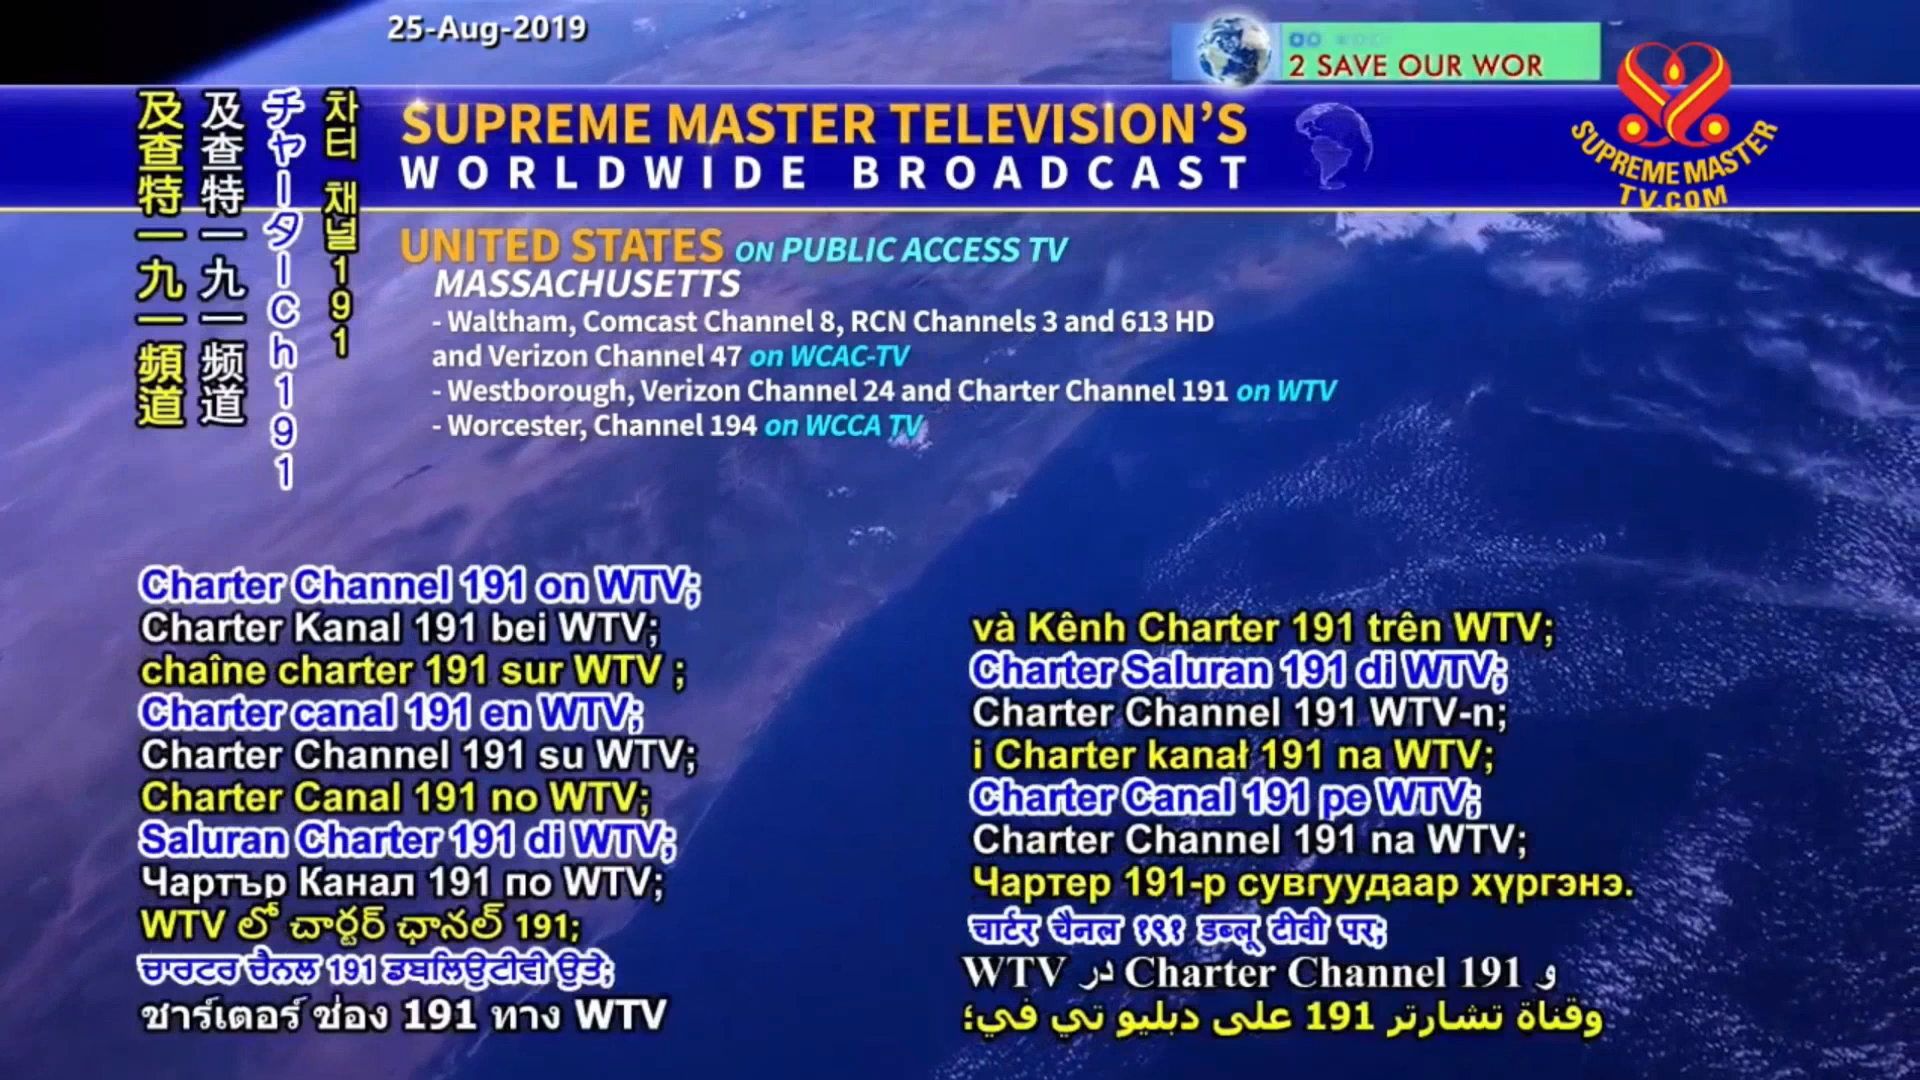 25-Aug-2019
2 SAVE OUR WOR
SUPREME MASTER
TV.COM
SUPREME MASTER TELEVISION’S
WORLDWIDE BROADCAST
UNITED STATES ON PUBLIC ACCESS TV
MASSACHUSETTS
- Waltham, Comcast Channel 8, RCN Channels 3 and 613 HD
and Verizon Channel 47 on WCAC-TV
- Westborough, Verizon Channel 24 and Charter Channel 191 on WTV
- Worcester, Channel 194 on WCCA TV
及查特一九一頻道
及查特一九一频道
チャーターCh191
차터 채널191
Charter Channel 191 on WTV;
Charter Kanal 191 bei WTV;
chaîne charter 191 sur WTV ;
Charter canal 191 en WTV;
Charter Channel 191 su WTV;
Charter Canal 191 no WTV;
Saluran Charter 191 di WTV;
Чартър Канал 191 по WTV;
WTV లో చార్టర్ ఛానల్ 191;
ਚਾਰਟਰ ਚੈਨਲ 191 ਡਬਲਿਉਟੀਵੀ ਉਤੇ;
ชาร์เตอร์ ช่อง 191 ทาง WTV
và Kênh Charter 191 trên WTV;
Charter Saluran 191 di WTV;
Charter Channel 191 WTV-n;
i Charter kanał 191 na WTV;
Charter Canal 191 pe WTV;
Charter Channel 191 na WTV;
Чартер 191-р сувгуудаар хүргэнэ.
चार्टर चैनल १९१ डब्लू टीवी पर;
و Charter Channel 191 در WTV
وقناة تشارتر 191 على دبليو تي في؛